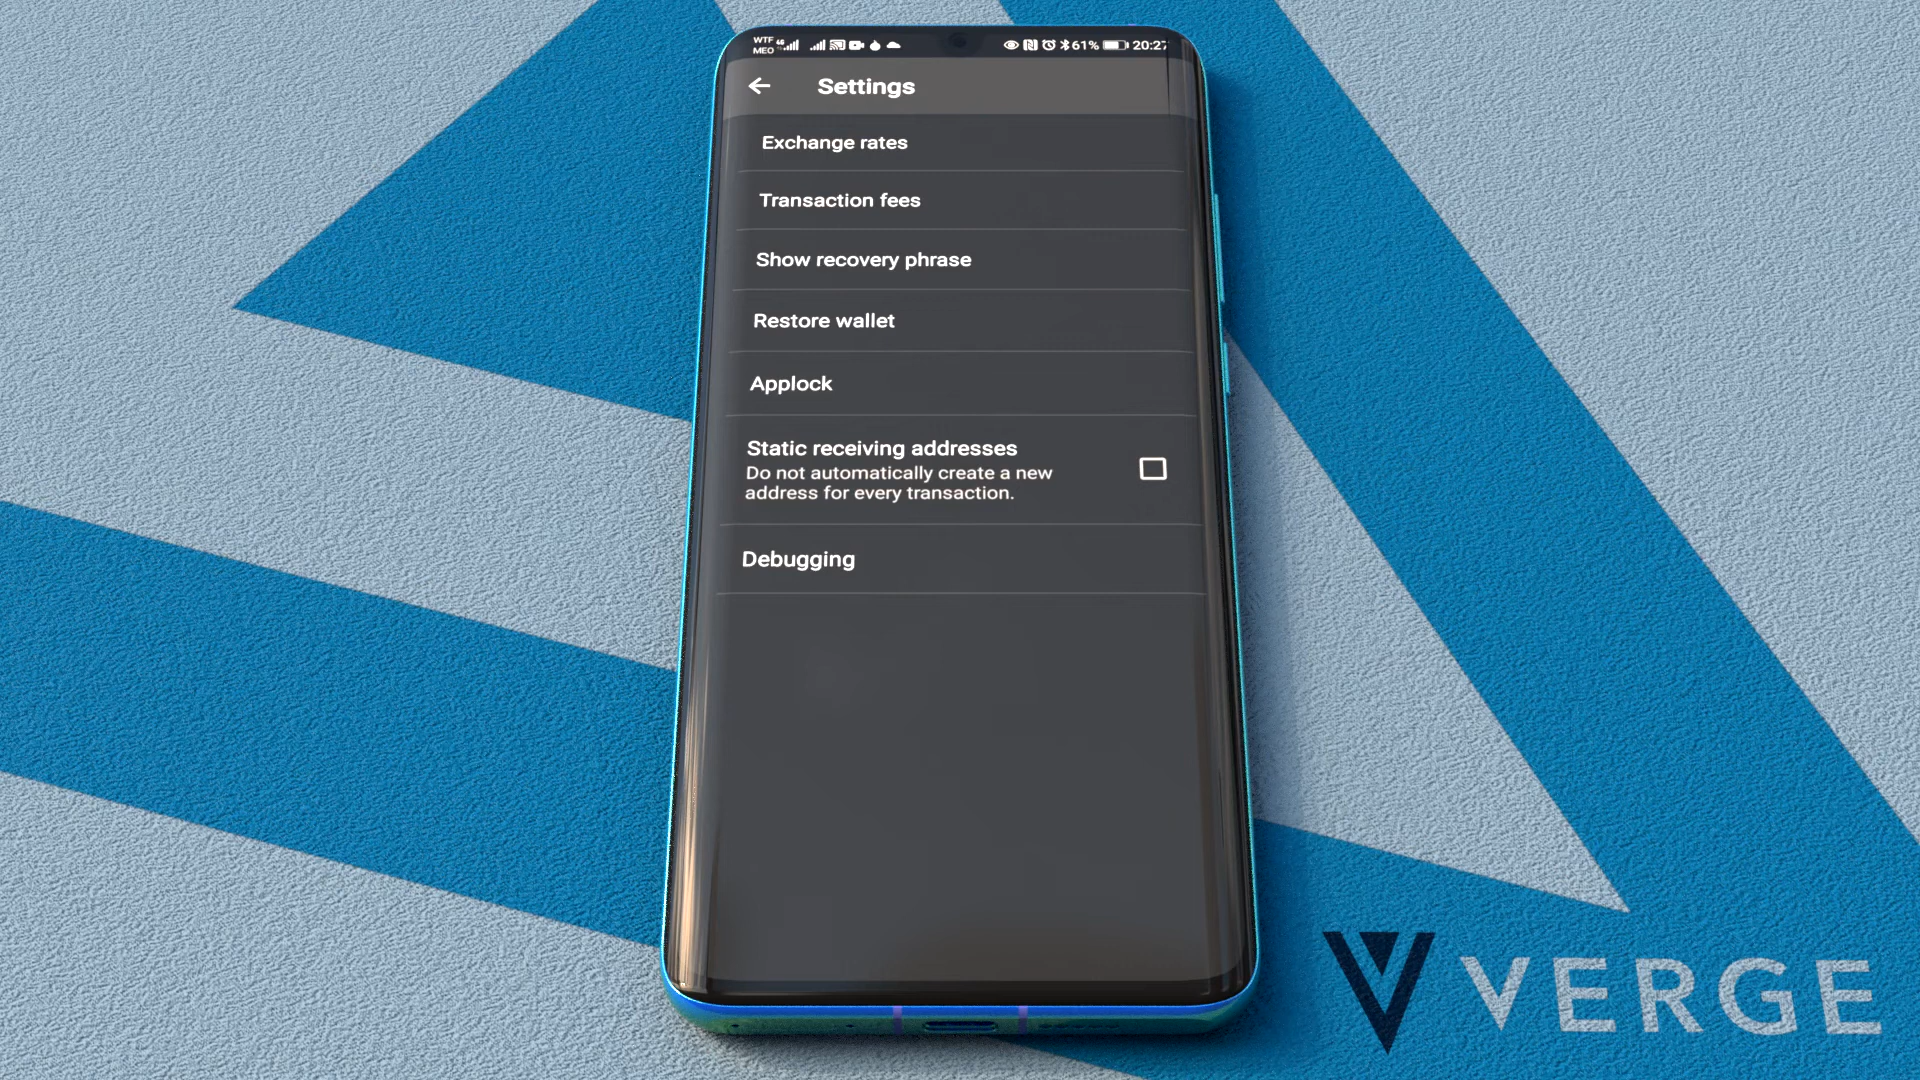 WTF
MEO
4G
61%
20:27
Settings
Exchange rates
Transaction fees
Show recovery phrase
Restore wallet
Applock
Static receiving addresses
Do not automatically create a new
address for every transaction.
Debugging
VERGE